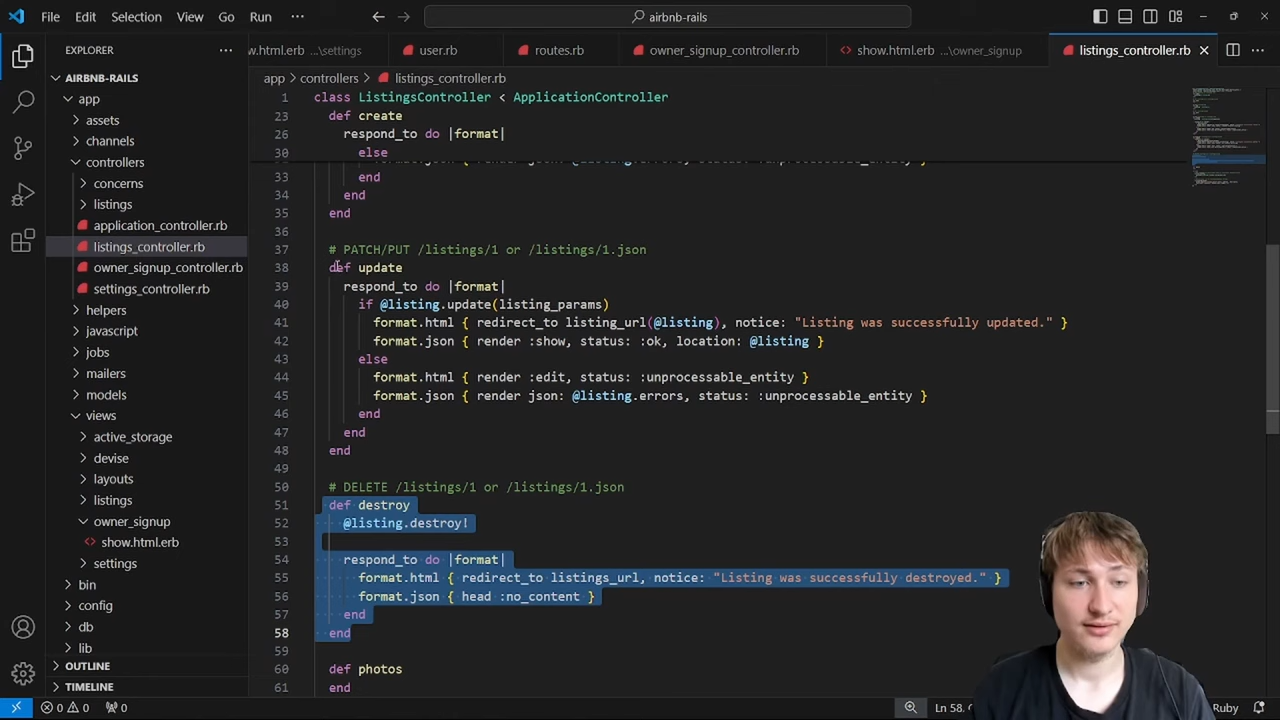 File Edit Selection View Go Run ··· airbnb-rails
EXPLORER ···
w.html.erb ...\settings user.rb routes.rb owner_signup_controller.rb show.html.erb ...\owner_signup listings_controller.rb
AIRBNB-RAILS
app
assets
channels
controllers
concerns
listings
application_controller.rb
listings_controller.rb
owner_signup_controller.rb
settings_controller.rb
helpers
javascript
jobs
mailers
models
views
active_storage
devise
layouts
listings
owner_signup
show.html.erb
settings
bin
config
db
lib
OUTLINE
TIMELINE
app > controllers > listings_controller.rb
1 class ListingsController < ApplicationController
23 def create
26 respond_to do |format|
30 else
33 end
34 end
35 end
36
37 # PATCH/PUT /listings/1 or /listings/1.json
38 def update
39 respond_to do |format|
40 if @listing.update(listing_params)
41 format.html { redirect_to listing_url(@listing), notice: "Listing was successfully updated." }
42 format.json { render :show, status: :ok, location: @listing }
43 else
44 format.html { render :edit, status: :unprocessable_entity }
45 format.json { render json: @listing.errors, status: :unprocessable_entity }
46 end
47 end
48 end
49
50 # DELETE /listings/1 or /listings/1.json
51 def destroy
52 @listing.destroy!
53
54 respond_to do |format|
55 format.html { redirect_to listings_url, notice: "Listing was successfully destroyed." }
56 format.json { head :no_content }
57 end
58 end
59
60 def photos
61 end
0 0 0 Ln 58, C Ruby